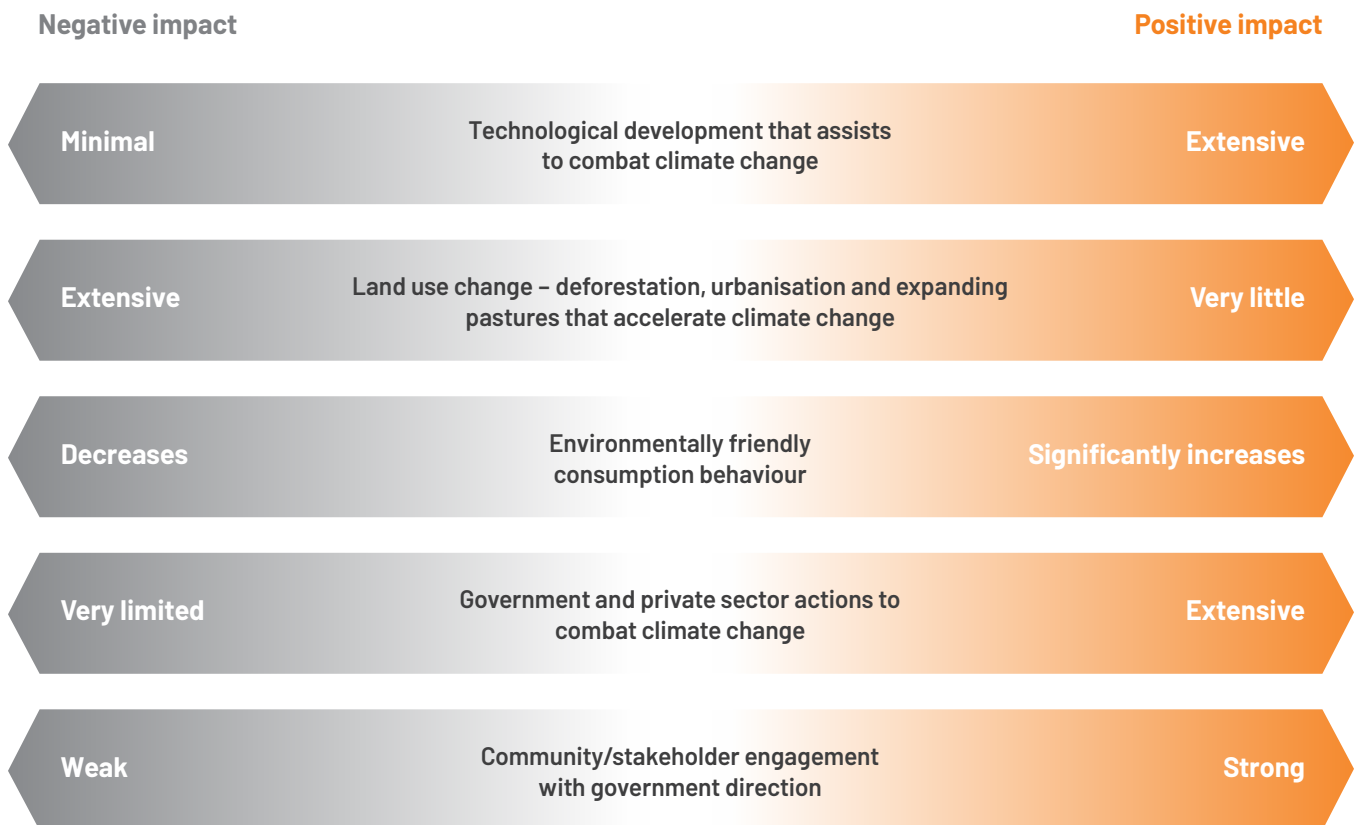 Negative impact
Positive impact
Minimal
Technological development that assists
to combat climate change
Extensive
Extensive
Land use change – deforestation, urbanisation and expanding
pastures that accelerate climate change
Very little
Decreases
Environmentally friendly
consumption behaviour
Significantly increases
Very limited
Government and private sector actions to
combat climate change
Extensive
Weak
Community/stakeholder engagement
with government direction
Strong